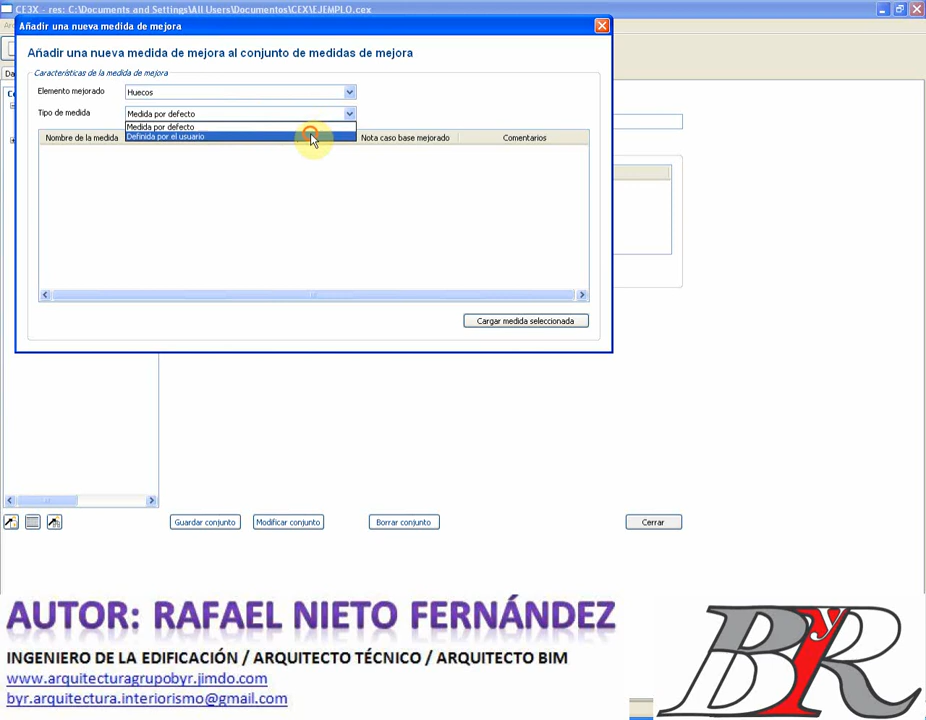 CE3X - res: C:\Documents and Settings\All Users\Documentos\CEX\EJEMPLO.cex
Añadir una nueva medida de mejora
Añadir una nueva medida de mejora al conjunto de medidas de mejora
Características de la medida de mejora
Elemento mejorado
Huecos
Tipo de medida
Medida por defecto
Medida por defecto
Definida por el usuario
Nombre de la medida
Nota caso base mejorado
Comentarios
Cargar medida seleccionada
Guardar conjunto
Modificar conjunto
Borrar conjunto
Cerrar
AUTOR: RAFAEL NIETO FERNÁNDEZ
INGENIERO DE LA EDIFICACIÓN / ARQUITECTO TÉCNICO / ARQUITECTO BIM
www.arquitecturagrupobyr.jimdo.com
byr.arquitectura.interiorismo@gmail.com
ByR